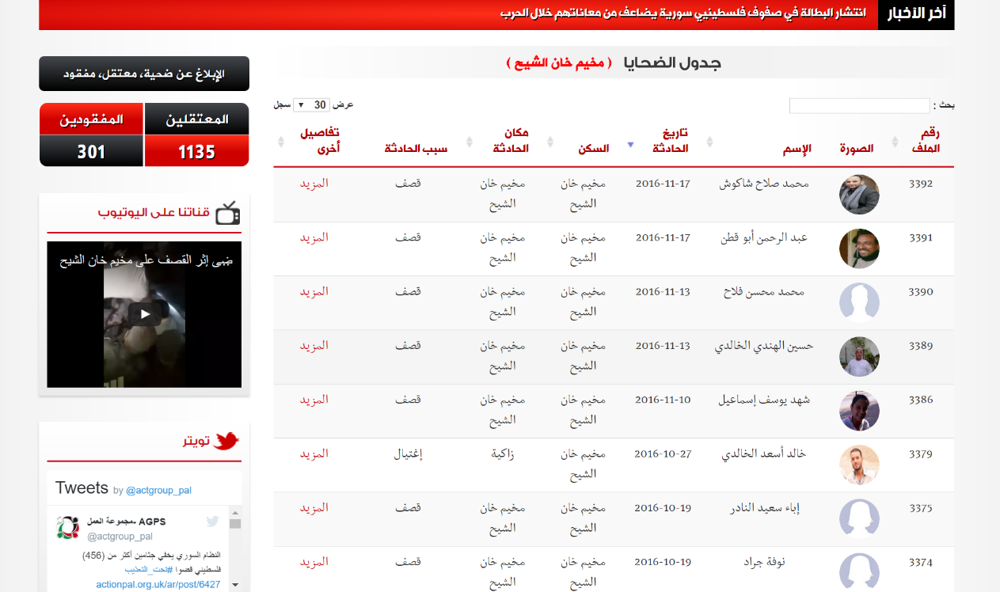 آخر الأخبار
انتشار البطالة في صفوف فلسطينيي سورية يضاعف من معاناتهم خلال الحرب
جدول الضحايا ( مخيم خان الشيح )
بحث :
عرض 30 سجل
رقم الملف الصورة الإسم تاريخ الحادثة السكن مكان الحادثة سبب الحادثة تفاصيل أخرى
3392 محمد صلاح شاكوش 2016-11-17 مخيم خان الشيح مخيم خان الشيح قصف المزيد
3391 عبد الرحمن أبو قطن 2016-11-17 مخيم خان الشيح مخيم خان الشيح قصف المزيد
3390 محمد محسن فلاح 2016-11-13 مخيم خان الشيح مخيم خان الشيح قصف المزيد
3389 حسين الهندي الخالدي 2016-11-13 مخيم خان الشيح مخيم خان الشيح قصف المزيد
3386 شهد يوسف إسماعيل 2016-11-10 مخيم خان الشيح مخيم خان الشيح قصف المزيد
3379 خالد أسعد الخالدي 2016-10-27 مخيم خان الشيح زاكية إغتيال المزيد
3375 إباء سعيد النادر 2016-10-19 مخيم خان الشيح مخيم خان الشيح قصف المزيد
3374 نوفة جراد 2016-10-19 مخيم خان الشيح مخيم خان الشيح قصف المزيد
الإبلاغ عن ضحية، معتقل، مفقود
المعتقلين المفقودين
1135 301
قناتنا على اليوتيوب
ضى إثر القصف على مخيم خان الشيح
تويتر
Tweets by @actgroup_pal
AGPS -مجموعة العمل
@actgroup_pal
النظام السوري يخفي جثامين أكثر من (456)
فلسطيني قضوا #تحت_التعذيب
actionpal.org.uk/ar/post/6427